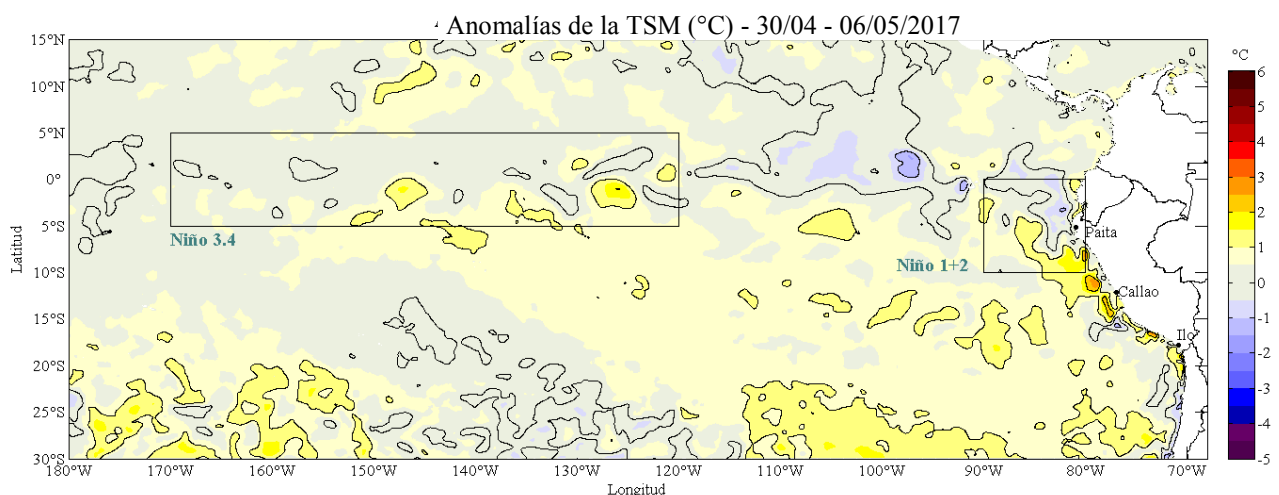 Anomalías de la TSM (°C) - 30/04 - 06/05/2017
15°N
10°N
5°N
0°
5°S
10°S
15°S
20°S
25°S
30°S
Latitud
180°W
170°W
160°W
150°W
140°W
130°W
120°W
110°W
100°W
90°W
80°W
70°W
Longitud
Niño 3.4
Niño 1+2
Paita
Callao
Ilo
°C
6
5
4
3
2
1
0
-1
-2
-3
-4
-5